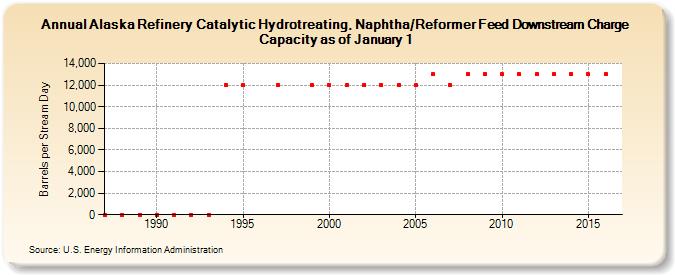 Annual Alaska Refinery Catalytic Hydrotreating, Naphtha/Reformer Feed Downstream Charge
Capacity as of January 1
Barrels per Stream Day
14,000
12,000
10,000
8,000
6,000
4,000
2,000
0
1990 1995 2000 2005 2010 2015
Source: U.S. Energy Information Administration